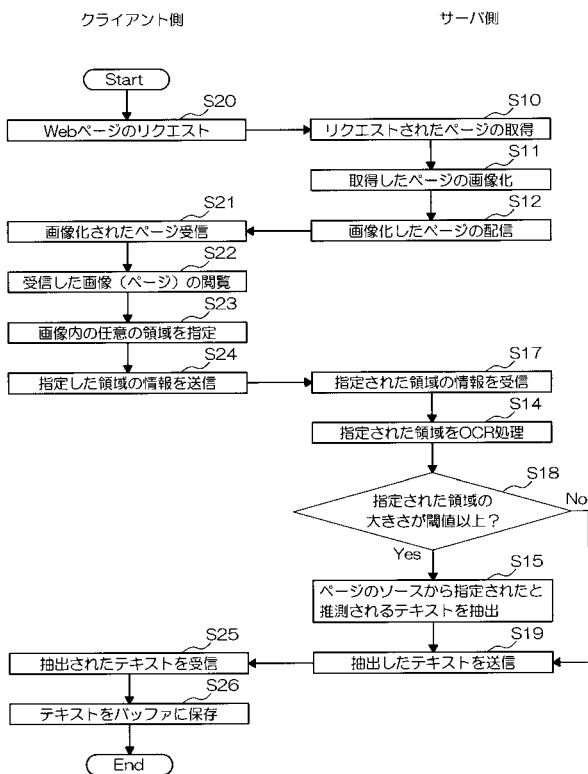 クライアント側
サーバ側
Start
S20
Webページのリクエスト
S10
リクエストされたページの取得
S11
取得したページの画像化
S12
画像化したページの配信
S21
画像化されたページ受信
S22
受信した画像（ページ）の閲覧
S23
画像内の任意の領域を指定
S24
指定した領域の情報を送信
S17
指定された領域の情報を受信
S14
指定された領域をOCR処理
S18
指定された領域の
大きさが閾値以上？
No
Yes
S15
ページのソースから指定されたと
推測されるテキストを抽出
S19
抽出したテキストを送信
S25
抽出されたテキストを受信
S26
テキストをバッファに保存
End